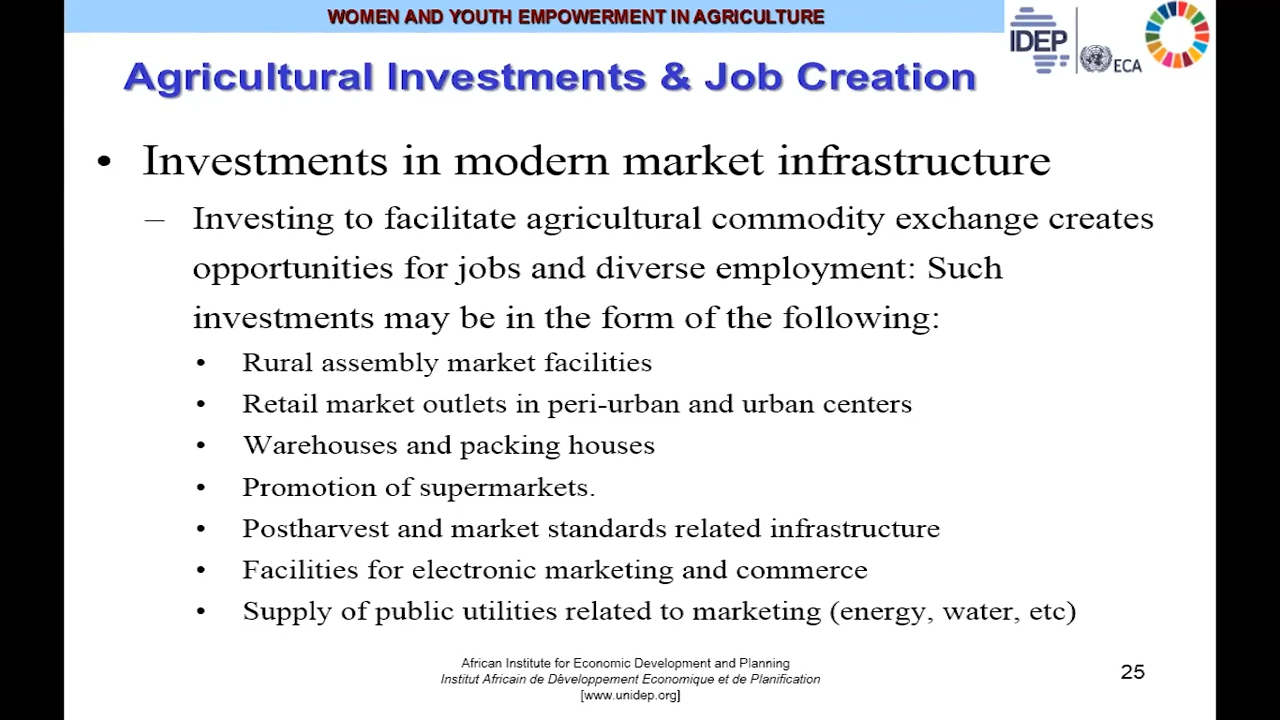 WOMEN AND YOUTH EMPOWERMENT IN AGRICULTURE
IDEP
ECA
Agricultural Investments & Job Creation
• Investments in modern market infrastructure
– Investing to facilitate agricultural commodity exchange creates
opportunities for jobs and diverse employment: Such
investments may be in the form of the following:
• Rural assembly market facilities
• Retail market outlets in peri-urban and urban centers
• Warehouses and packing houses
• Promotion of supermarkets.
• Postharvest and market standards related infrastructure
• Facilities for electronic marketing and commerce
• Supply of public utilities related to marketing (energy, water, etc)
African Institute for Economic Development and Planning
Institut Africain de Développement Economique et de Planification
[www.unidep.org]
25